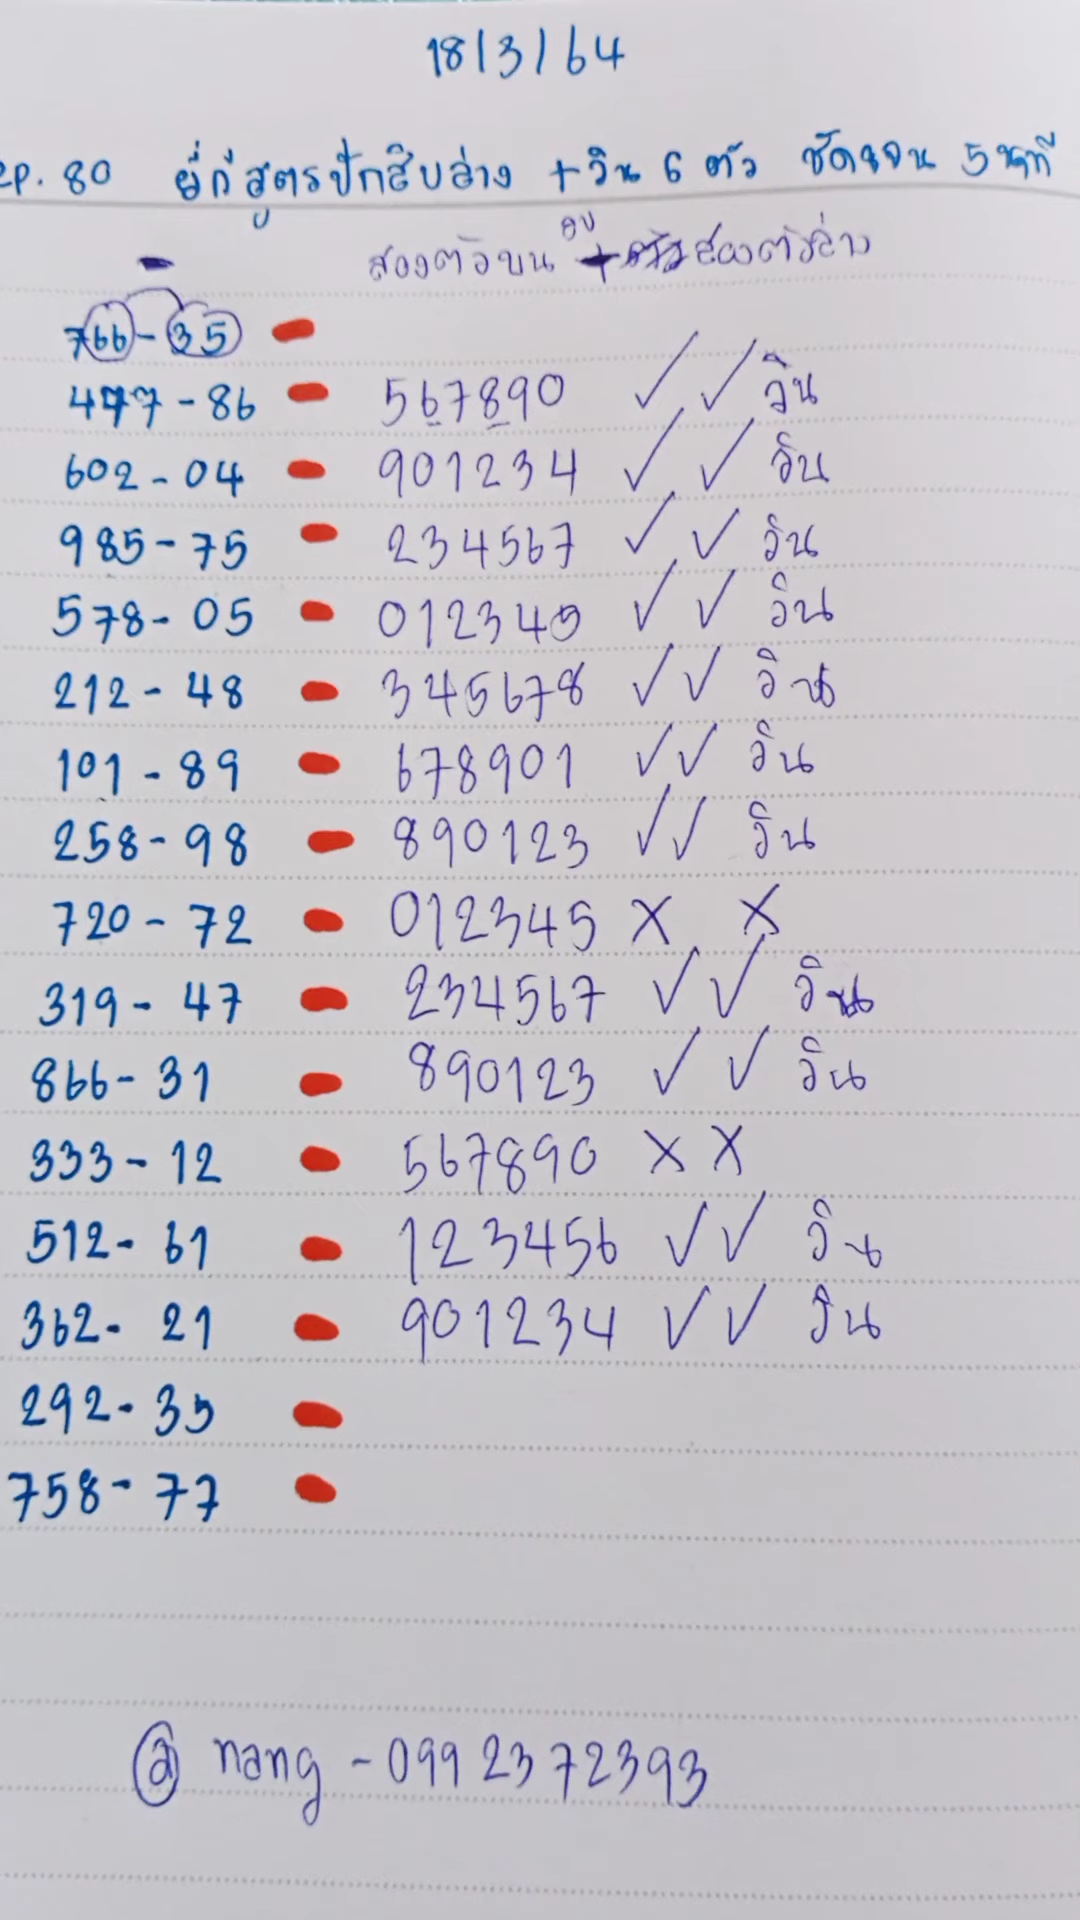 18/3/64
ep. 80 ยี่กีสูตรปักสิบล่าง + วิน 6 ตัว ชัดเจน 5 นาที
สองตัวบน ลบ สองตัวล่าง
766-35
477-86 567890 ✓ ✓ วิน
602-04 901234 ✓ ✓ วิน
985-75 234567 ✓ ✓ วิน
578-05 012345 ✓ ✓ วิน
212-48 345678 ✓ ✓ วิน
101-89 678901 ✓ ✓ วิน
258-98 890123 ✓ ✓ วิน
720-72 012345 X X
319-47 234567 ✓ ✓ วิน
866-31 890123 ✓ ✓ วิน
333-12 567890 X X
512-61 123456 ✓ ✓ วิน
362-21 901234 ✓ ✓ วิน
292-35
758-77
@ nang - 0992372393